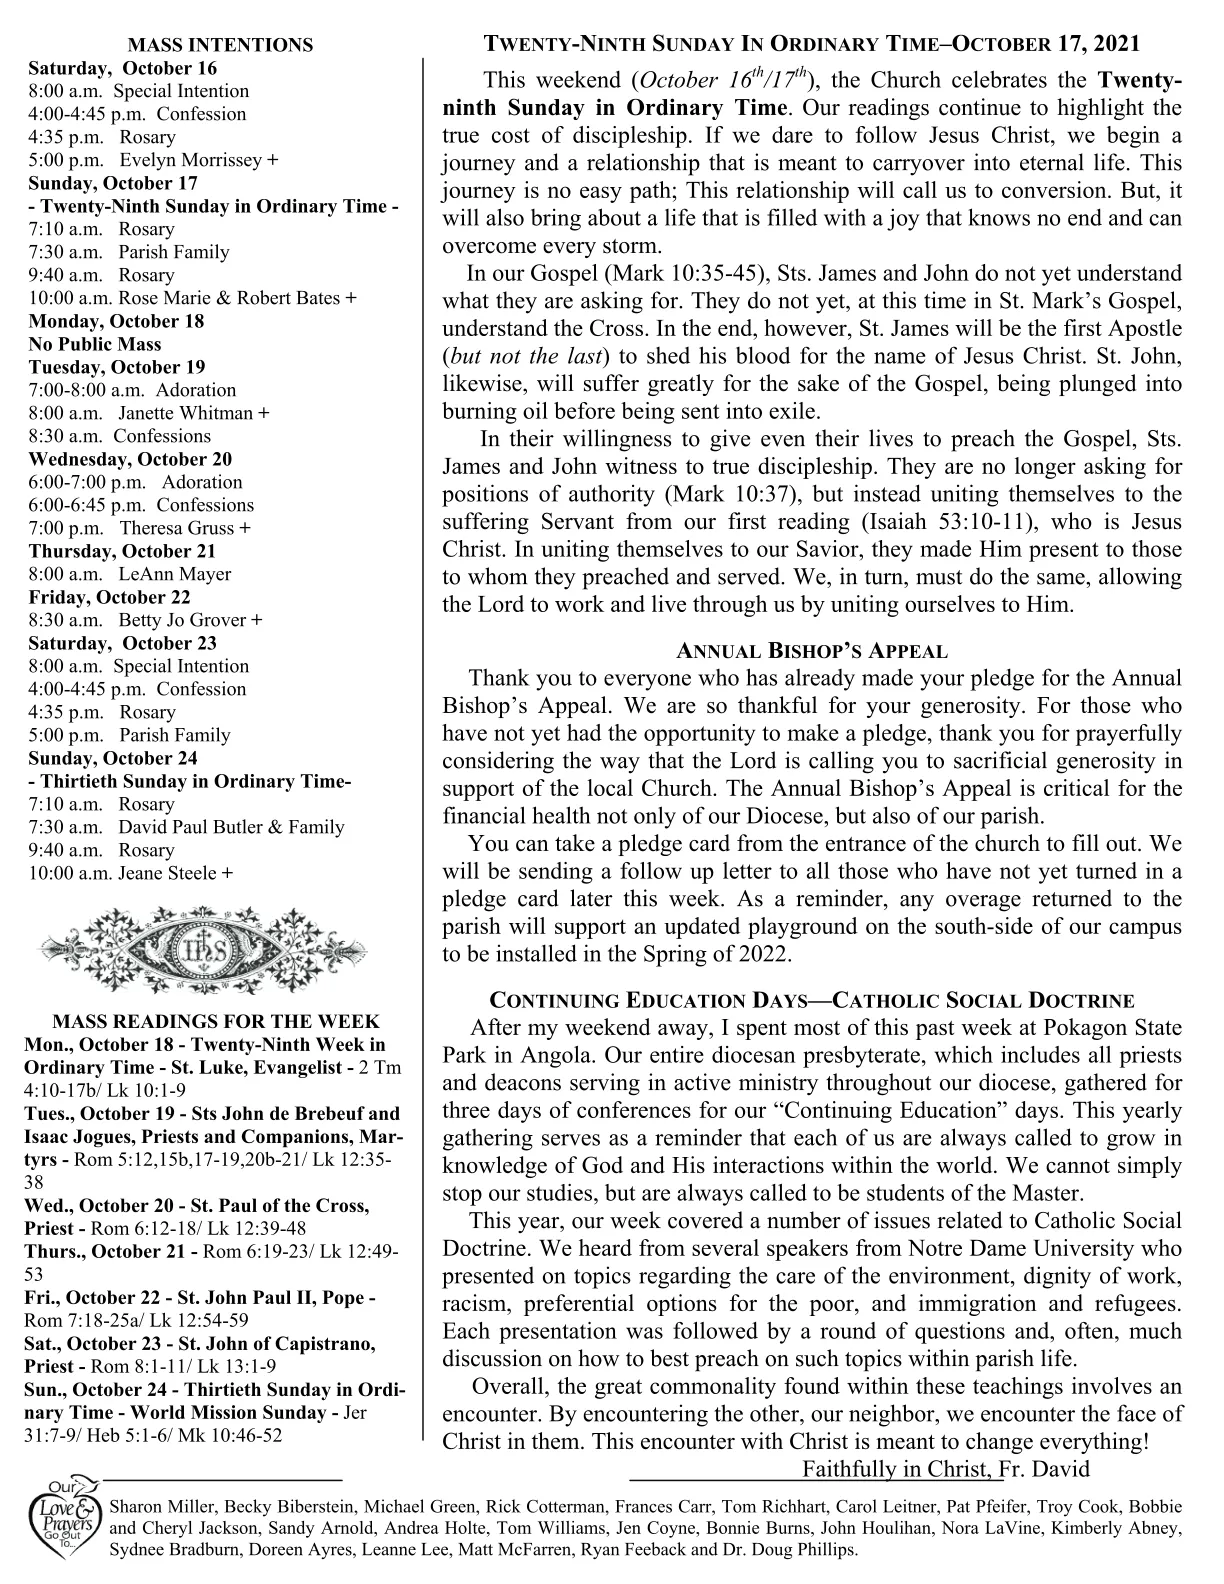 MASS INTENTIONS
Saturday,  October 16
8:00 a.m.  Special Intention
4:00-4:45 p.m.  Confession
4:35 p.m.   Rosary
5:00 p.m.   Evelyn Morrissey +
Sunday, October 17
- Twenty-Ninth Sunday in Ordinary Time -
7:10 a.m.   Rosary
7:30 a.m.   Parish Family
9:40 a.m.   Rosary
10:00 a.m. Rose Marie & Robert Bates +
Monday, October 18
No Public Mass
Tuesday, October 19
7:00-8:00 a.m.  Adoration
8:00 a.m.   Janette Whitman +
8:30 a.m.  Confessions
Wednesday, October 20
6:00-7:00 p.m.   Adoration
6:00-6:45 p.m.  Confessions
7:00 p.m.   Theresa Gruss +
Thursday, October 21
8:00 a.m.   LeAnn Mayer
Friday, October 22
8:30 a.m.   Betty Jo Grover +
Saturday,  October 23
8:00 a.m.  Special Intention
4:00-4:45 p.m.  Confession
4:35 p.m.   Rosary
5:00 p.m.   Parish Family
Sunday, October 24
- Thirtieth Sunday in Ordinary Time-
7:10 a.m.   Rosary
7:30 a.m.   David Paul Butler & Family
9:40 a.m.   Rosary
10:00 a.m. Jeane Steele +
IHS
MASS READINGS FOR THE WEEK
Mon., October 18 - Twenty-Ninth Week in
Ordinary Time - St. Luke, Evangelist - 2 Tm
4:10-17b/ Lk 10:1-9
Tues., October 19 - Sts John de Brebeuf and
Isaac Jogues, Priests and Companions, Mar-
tyrs - Rom 5:12,15b,17-19,20b-21/ Lk 12:35-
38
Wed., October 20 - St. Paul of the Cross,
Priest - Rom 6:12-18/ Lk 12:39-48
Thurs., October 21 - Rom 6:19-23/ Lk 12:49-
53
Fri., October 22 - St. John Paul II, Pope -
Rom 7:18-25a/ Lk 12:54-59
Sat., October 23 - St. John of Capistrano,
Priest - Rom 8:1-11/ Lk 13:1-9
Sun., October 24 - Thirtieth Sunday in Ordi-
nary Time - World Mission Sunday - Jer
31:7-9/ Heb 5:1-6/ Mk 10:46-52
TWENTY-NINTH SUNDAY IN ORDINARY TIME–OCTOBER 17, 2021
This weekend (October 16th/17th), the Church celebrates the Twenty-
ninth Sunday in Ordinary Time. Our readings continue to highlight the
true cost of discipleship. If we dare to follow Jesus Christ, we begin a
journey and a relationship that is meant to carryover into eternal life. This
journey is no easy path; This relationship will call us to conversion. But, it
will also bring about a life that is filled with a joy that knows no end and can
overcome every storm.
In our Gospel (Mark 10:35-45), Sts. James and John do not yet understand
what they are asking for. They do not yet, at this time in St. Mark’s Gospel,
understand the Cross. In the end, however, St. James will be the first Apostle
(but not the last) to shed his blood for the name of Jesus Christ. St. John,
likewise, will suffer greatly for the sake of the Gospel, being plunged into
burning oil before being sent into exile.
In their willingness to give even their lives to preach the Gospel, Sts.
James and John witness to true discipleship. They are no longer asking for
positions of authority (Mark 10:37), but instead uniting themselves to the
suffering Servant from our first reading (Isaiah 53:10-11), who is Jesus
Christ. In uniting themselves to our Savior, they made Him present to those
to whom they preached and served. We, in turn, must do the same, allowing
the Lord to work and live through us by uniting ourselves to Him.
ANNUAL BISHOP’S APPEAL
Thank you to everyone who has already made your pledge for the Annual
Bishop’s Appeal. We are so thankful for your generosity. For those who
have not yet had the opportunity to make a pledge, thank you for prayerfully
considering the way that the Lord is calling you to sacrificial generosity in
support of the local Church. The Annual Bishop’s Appeal is critical for the
financial health not only of our Diocese, but also of our parish.
You can take a pledge card from the entrance of the church to fill out. We
will be sending a follow up letter to all those who have not yet turned in a
pledge card later this week. As a reminder, any overage returned to the
parish will support an updated playground on the south-side of our campus
to be installed in the Spring of 2022.
CONTINUING EDUCATION DAYS—CATHOLIC SOCIAL DOCTRINE
After my weekend away, I spent most of this past week at Pokagon State
Park in Angola. Our entire diocesan presbyterate, which includes all priests
and deacons serving in active ministry throughout our diocese, gathered for
three days of conferences for our “Continuing Education” days. This yearly
gathering serves as a reminder that each of us are always called to grow in
knowledge of God and His interactions within the world. We cannot simply
stop our studies, but are always called to be students of the Master.
This year, our week covered a number of issues related to Catholic Social
Doctrine. We heard from several speakers from Notre Dame University who
presented on topics regarding the care of the environment, dignity of work,
racism, preferential options for the poor, and immigration and refugees.
Each presentation was followed by a round of questions and, often, much
discussion on how to best preach on such topics within parish life.
Overall, the great commonality found within these teachings involves an
encounter. By encountering the other, our neighbor, we encounter the face of
Christ in them. This encounter with Christ is meant to change everything!
Faithfully in Christ, Fr. David
Our
Love &
Prayers
Go Out
To...
Sharon Miller, Becky Biberstein, Michael Green, Rick Cotterman, Frances Carr, Tom Richhart, Carol Leitner, Pat Pfeifer, Troy Cook, Bobbie
and Cheryl Jackson, Sandy Arnold, Andrea Holte, Tom Williams, Jen Coyne, Bonnie Burns, John Houlihan, Nora LaVine, Kimberly Abney,
Sydnee Bradburn, Doreen Ayres, Leanne Lee, Matt McFarren, Ryan Feeback and Dr. Doug Phillips.